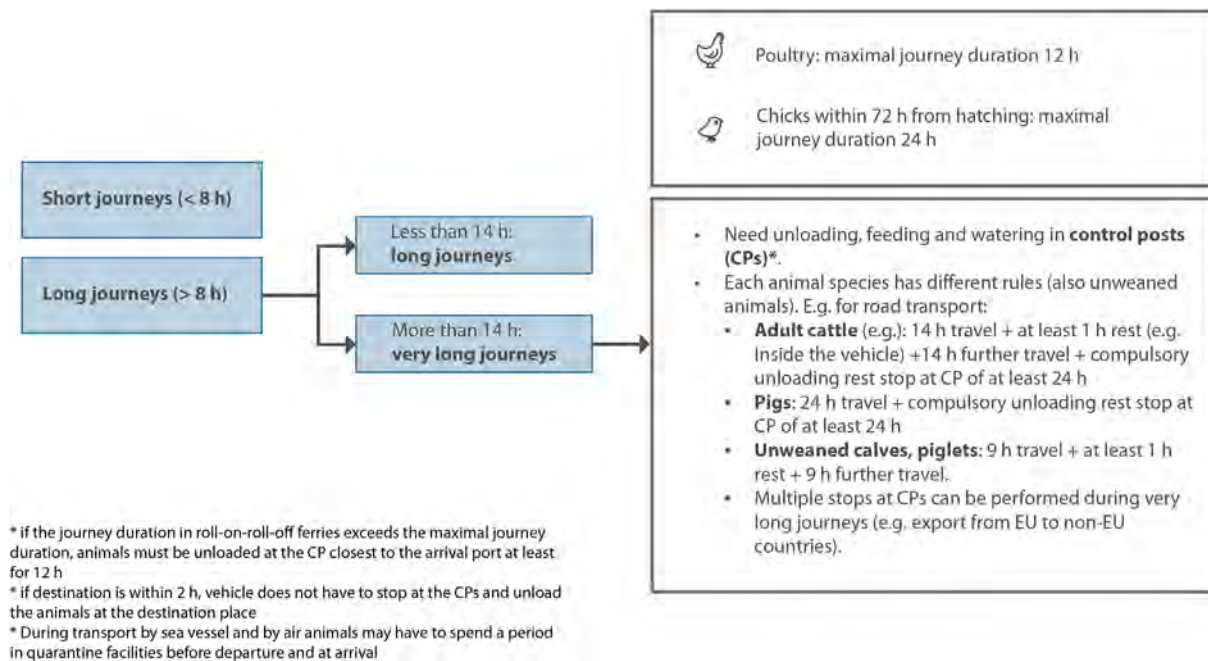 Poultry: maximal journey duration 12 h
Chicks within 72 h from hatching: maximal
journey duration 24 h
Short journeys (< 8 h)
Long journeys (> 8 h)
Less than 14 h:
long journeys
More than 14 h:
very long journeys
• Need unloading, feeding and watering in control posts
(CPs)*.
• Each animal species has different rules (also unweaned
animals). E.g. for road transport:
• Adult cattle (e.g.): 14 h travel + at least 1 h rest (e.g.
Inside the vehicle) +14 h further travel + compulsory
unloading rest stop at CP of at least 24 h
• Pigs: 24 h travel + compulsory unloading rest stop at
CP of at least 24 h
• Unweaned calves, piglets: 9 h travel + at least 1 h
rest + 9 h further travel.
• Multiple stops at CPs can be performed during very
long journeys (e.g. export from EU to non-EU
countries).
* if the journey duration in roll-on-roll-off ferries exceeds the maximal journey
duration, animals must be unloaded at the CP closest to the arrival port at least
for 12 h
* if destination is within 2 h, vehicle does not have to stop at the CPs and unload
the animals at the destination place
* During transport by sea vessel and by air animals may have to spend a period
in quarantine facilities before departure and at arrival